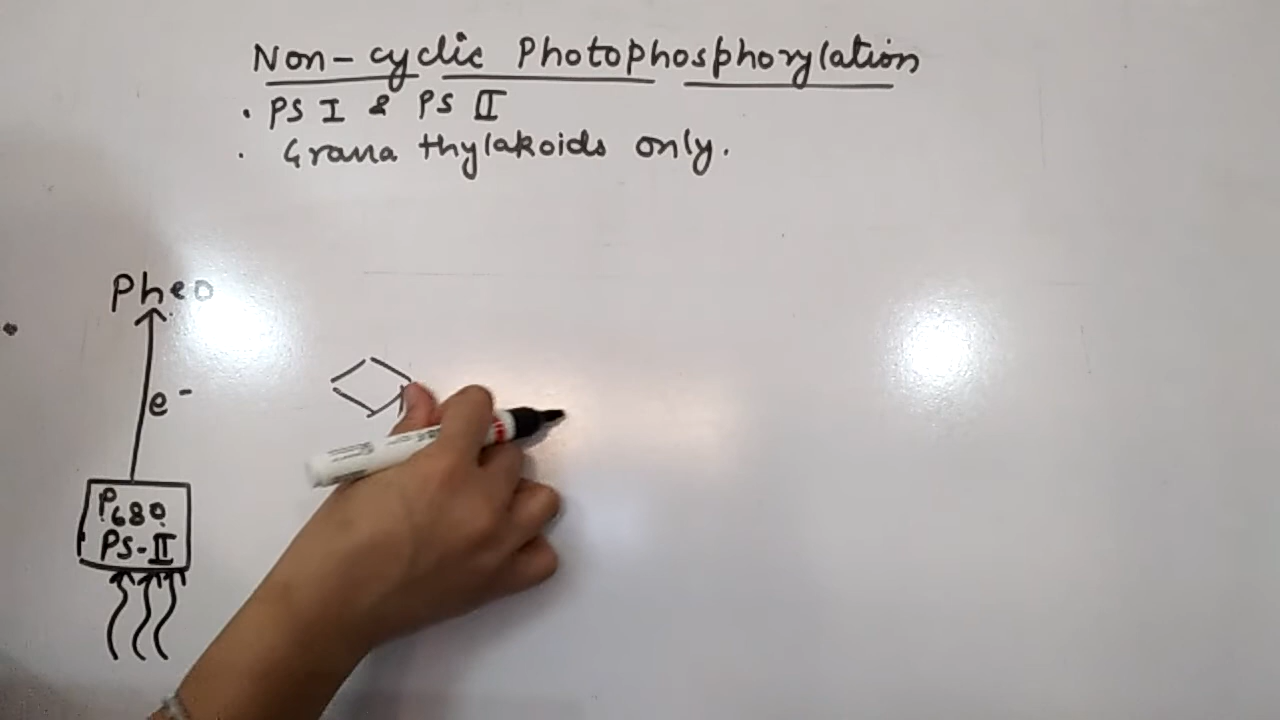 Non-cyclic Photophosphorylation
. PS I & PS II
. Grana thylakoids only.
Pheo
e-
P680
PS-II